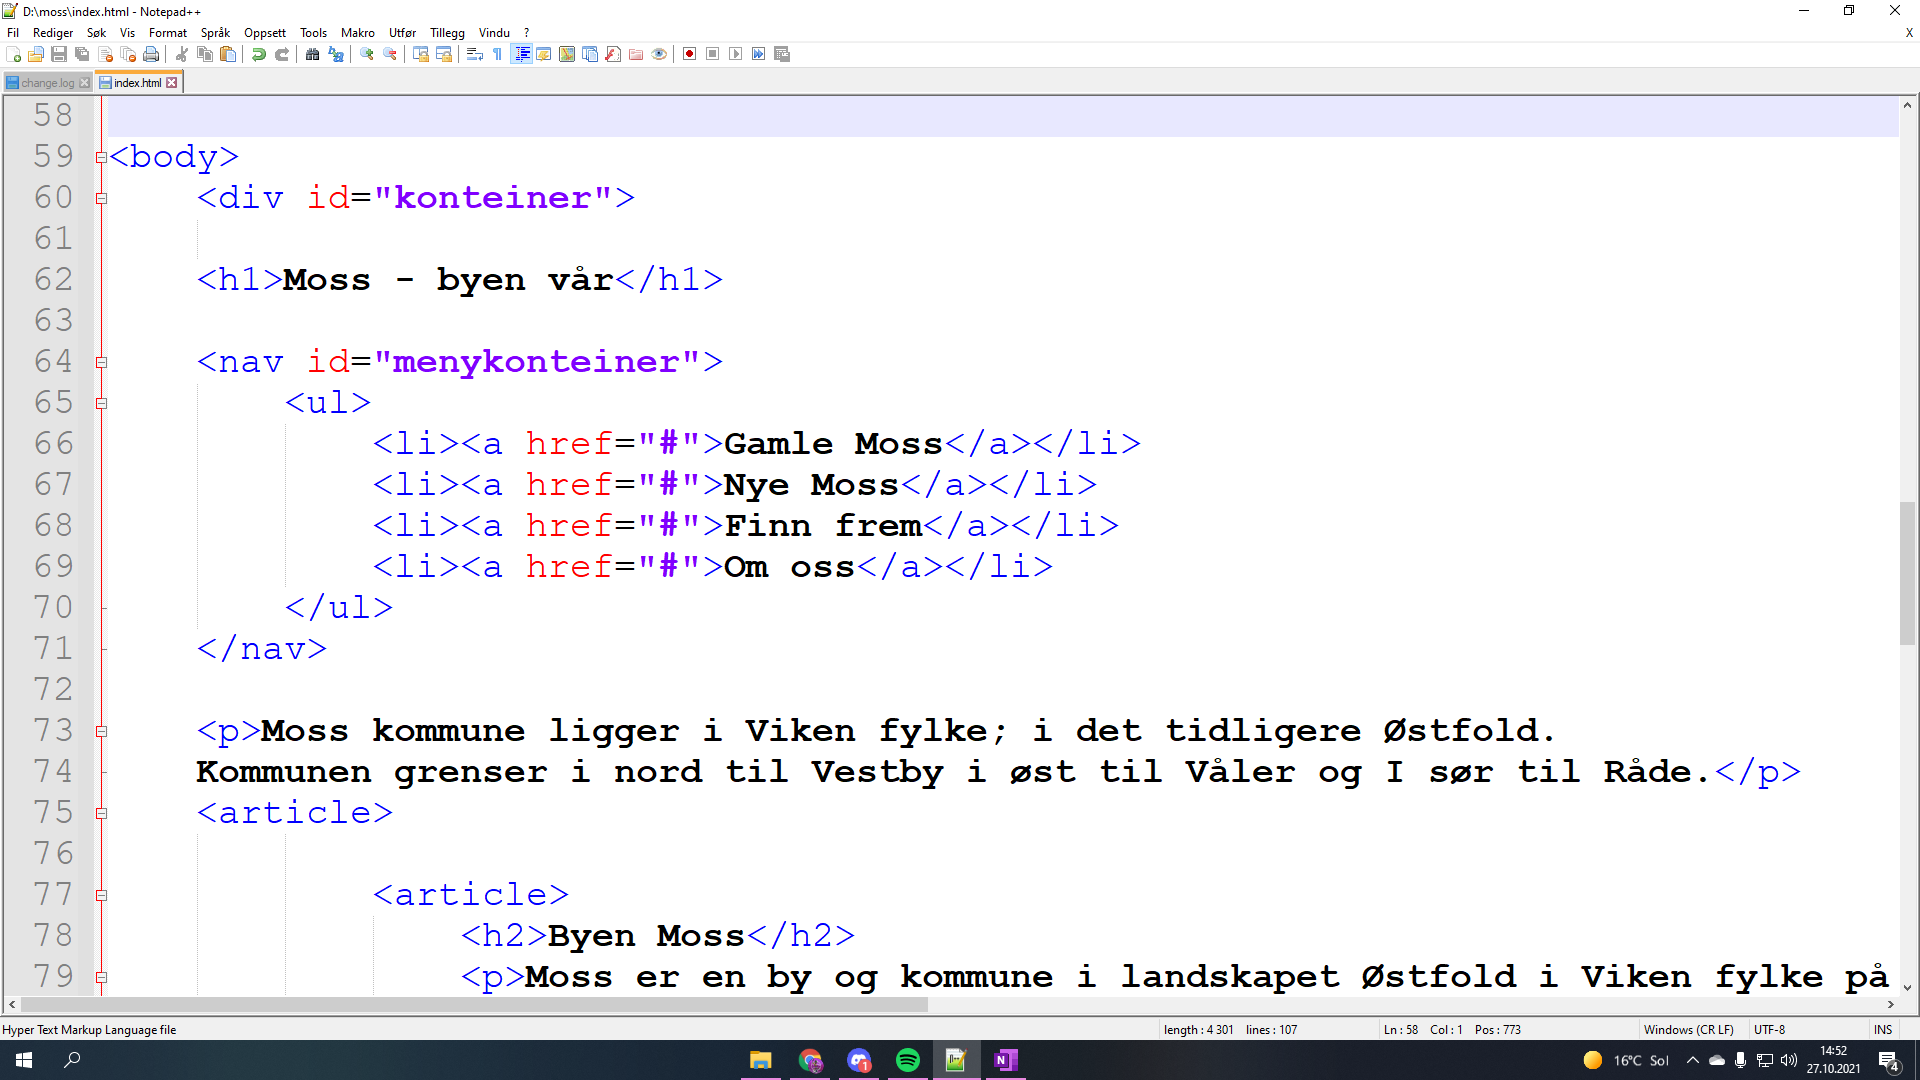 D:\moss\index.html - Notepad++
Fil Rediger Søk Vis Format Språk Oppsett Tools Makro Utfør Tillegg Vindu ? X
change.log index.html
58
59 <body>
60 <div id="konteiner">
61
62 <h1>Moss - byen vår</h1>
63
64 <nav id="menykonteiner">
65 <ul>
66 <li><a href="#">Gamle Moss</a></li>
67 <li><a href="#">Nye Moss</a></li>
68 <li><a href="#">Finn frem</a></li>
69 <li><a href="#">Om oss</a></li>
70 </ul>
71 </nav>
72
73 <p>Moss kommune ligger i Viken fylke; i det tidligere Østfold.
74 Kommunen grenser i nord til Vestby i øst til Våler og I sør til Råde.</p>
75 <article>
76
77 <article>
78 <h2>Byen Moss</h2>
79 <p>Moss er en by og kommune i landskapet Østfold i Viken fylke på
Hyper Text Markup Language file length : 4 301 lines : 107 Ln : 58 Col : 1 Pos : 773 Windows (CR LF) UTF-8 INS
1 N 16°C Sol 14:52 4
27.10.2021